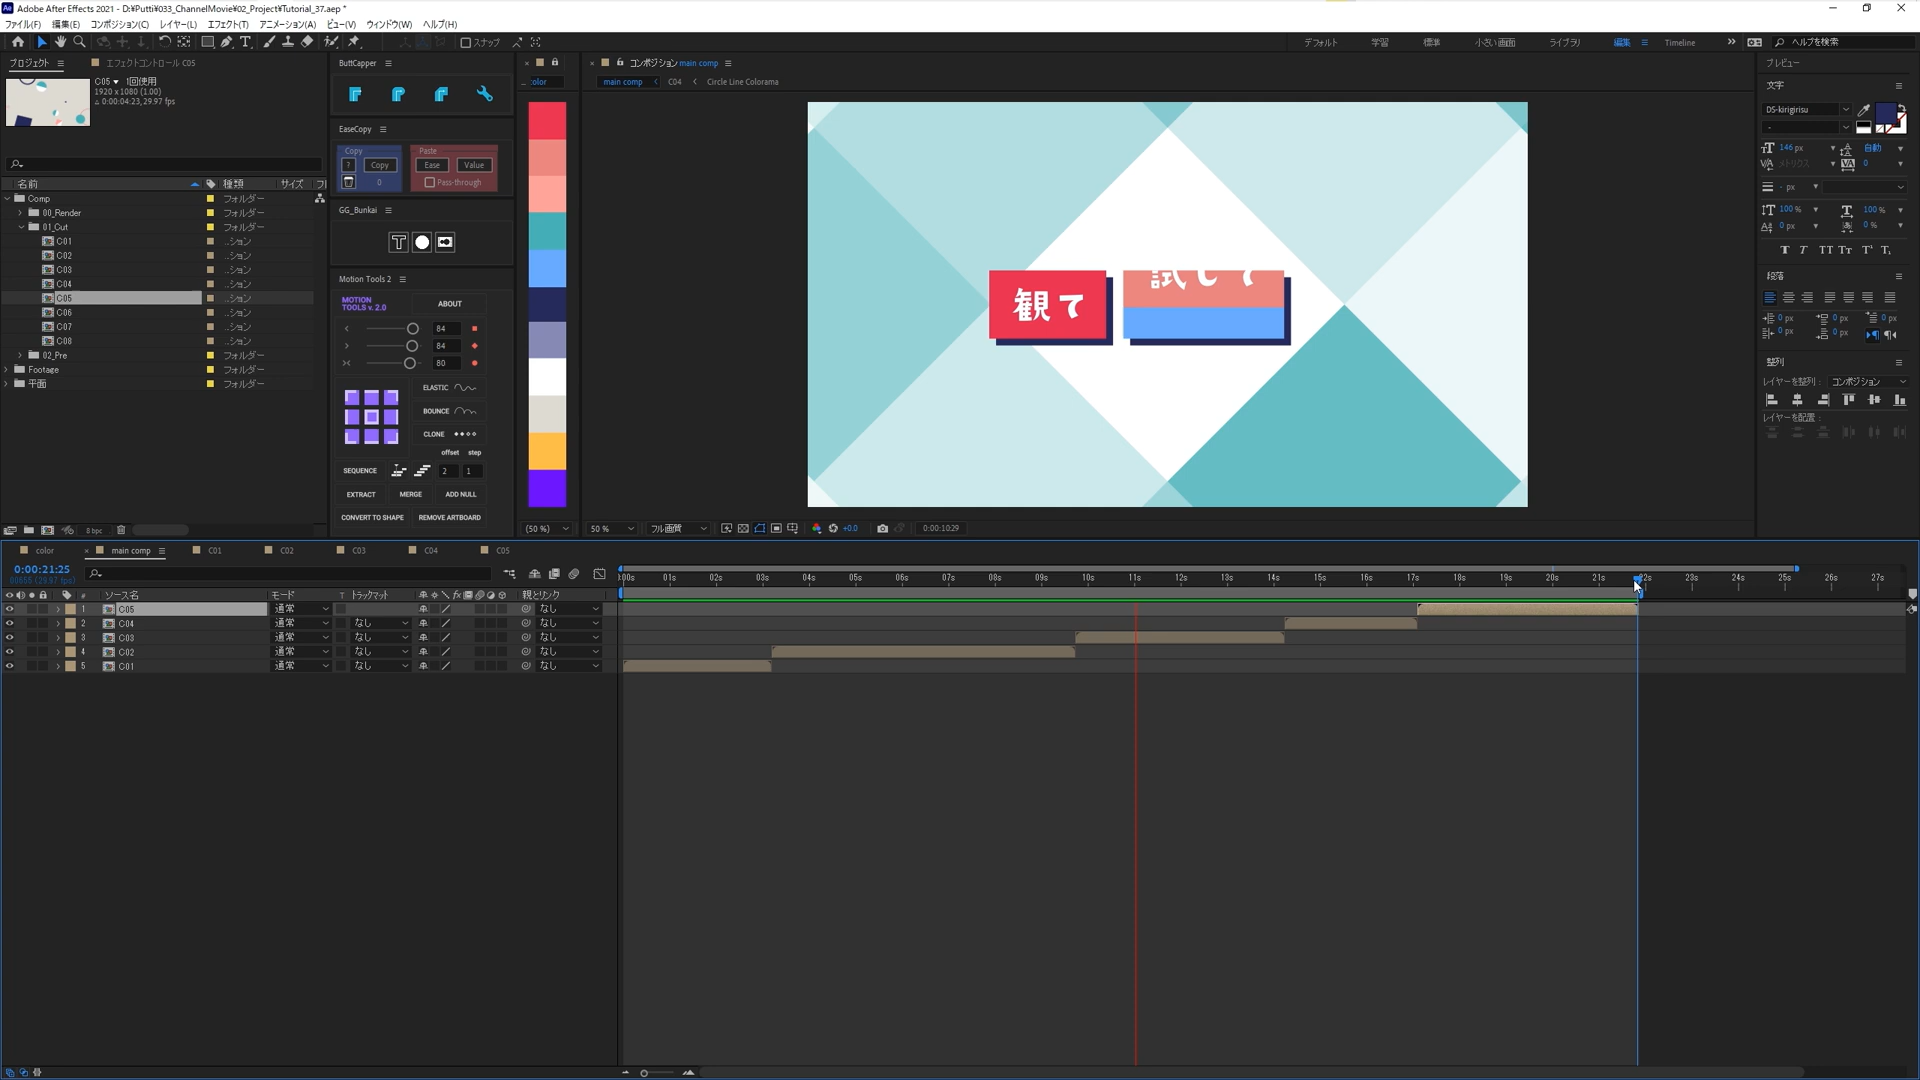 Adobe After Effects 2021 - D:¥Putti¥033_ChannelMovie¥02_Project¥Tutorial_37.aep *
ファイル(F) 編集(E) コンポジション(C) レイヤー(L) エフェクト(T) アニメーション(A) ビュー(V) ウィンドウ(W) ヘルプ(H)
スナップ
デフォルト 学習 標準 小さい画面 ライブラリ 編集 Timeline ヘルプを検索
プロジェクト エフェクトコントロール C05
C05 1回使用
1920 x 1080 (1.00)
Δ 0:00:04:23, 29.97 fps
名前 種類 サイズ
Comp フォルダー
00_Render フォルダー
01_Cut フォルダー
C01 ..ション
C02 ..ション
C03 ..ション
C04 ..ション
C05 ..ション
C06 ..ション
C07 ..ション
C08 ..ション
02_Pre フォルダー
Footage フォルダー
平面 フォルダー
8 bpc
ButtCapper
EaseCopy
Copy Paste
? Copy Ease Value
0 Pass-through
GG_Bunkai
Motion Tools 2
MOTION TOOLS v. 2.0 ABOUT
84
84
80
ELASTIC
BOUNCE
CLONE
offset step
SEQUENCE 2 1
EXTRACT MERGE ADD NULL
CONVERT TO SHAPE REMOVE ARTBOARD
color
(50 %)
コンポジション main comp
main comp C04 Circle Line Colorama
観て
試して
50 % フル画質 +0.0 0:00:10:29
プレビュー
文字
DS-kirigirisu
-
146 px 自動
メトリクス 0
- px
100 % 100 %
0 px 0 %
段落
0 px 0 px 0 px
0 px 0 px
整列
レイヤーを整列: コンポジション
レイヤーを配置:
color main comp C01 C02 C03 C04 C05
0:00:21:25
00655 (29.97 fps)
# ソース名 モード T トラックマット 親とリンク
1 C05 通常 なし
2 C04 通常 なし なし
3 C03 通常 なし なし
4 C02 通常 なし なし
5 C01 通常 なし なし
):00s 01s 02s 03s 04s 05s 06s 07s 08s 09s 10s 11s 12s 13s 14s 15s 16s 17s 18s 19s 20s 21s 22s 23s 24s 25s 26s 27s